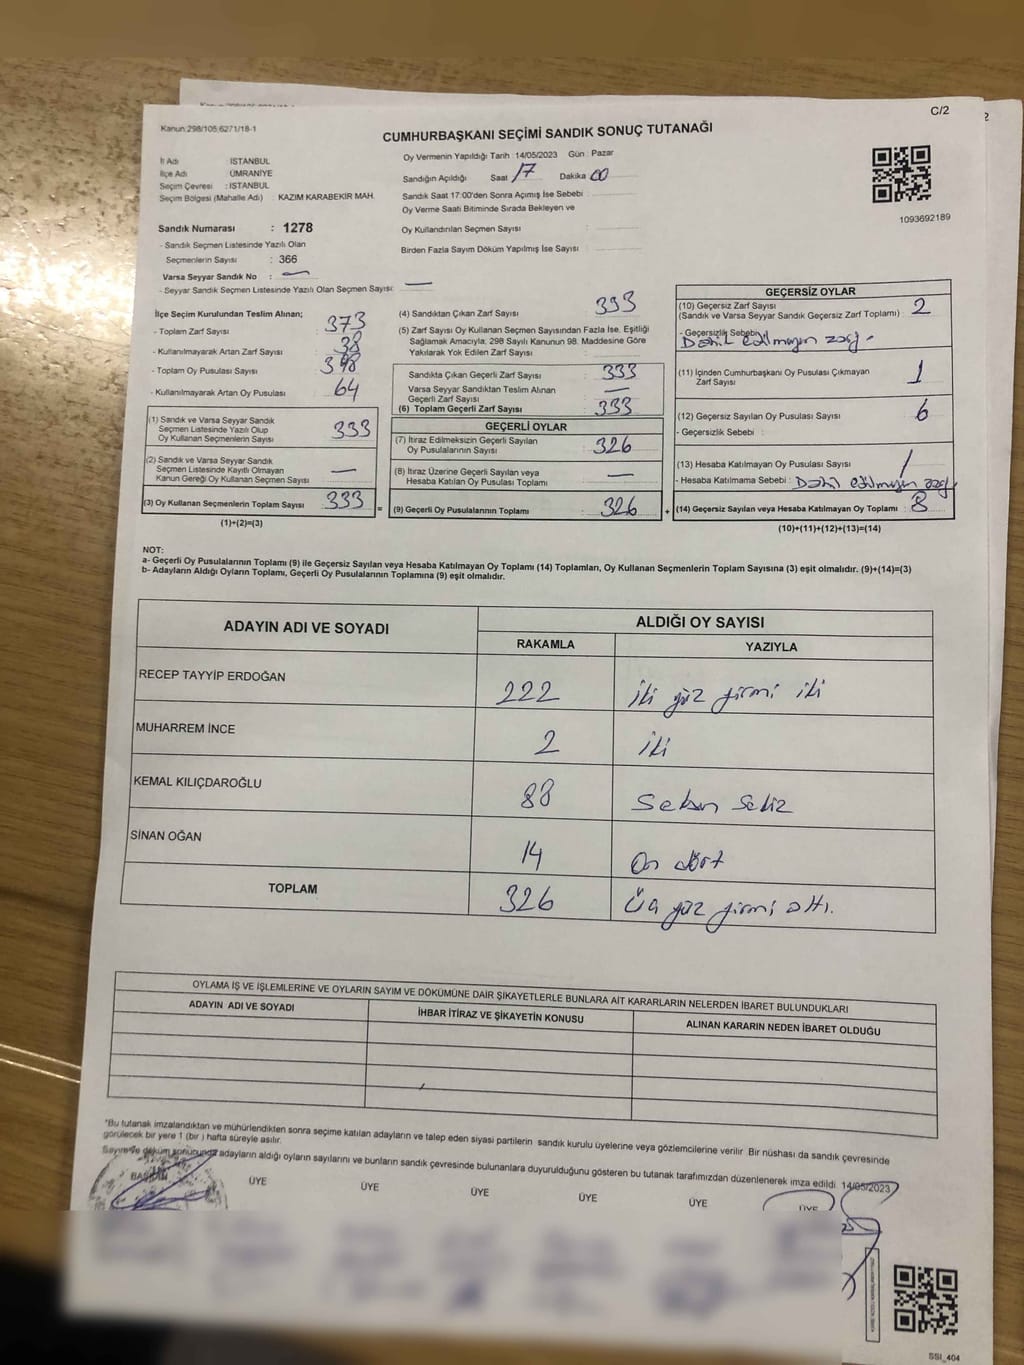 C/2
2
Kanun:298/105;6271/18-1
CUMHURBAŞKANI SEÇİMİ SANDIK SONUÇ TUTANAĞI
İl Adı İSTANBUL
İlçe Adı ÜMRANİYE
Seçim Çevresi : İSTANBUL
Seçim Bölgesi (Mahalle Adi) : KAZIM KARABEKİR MAH.
Sandık Numarası : 1278
- Sandık Seçmen Listesinde Yazılı Olan
Seçmenlerin Sayısı : 366
Varsa Seyyar Sandık No : —
- Seyyar Sandık Seçmen Listesinde Yazılı Olan Seçmen Sayısı: —
Oy Vermenin Yapıldığı Tarih : 14/05/2023 Gün : Pazar
Sandığın Açıldığı Saat 17 Dakika 00
Sandık Saat 17:00'den Sonra Açımış İse Sebebi :
Oy Verme Saati Bitiminde Sırada Bekleyen ve
Oy Kullandırılan Seçmen Sayısı :
Birden Fazla Sayım Döküm Yapılmış İse Sayısı :
1093692189
İlçe Seçim Kurulundan Teslim Alınan;
- Toplam Zarf Sayısı : 373
- Kullanılmayarak Artan Zarf Sayısı : 38
- Toplam Oy Pusulası Sayısı :
- Kullanılmayarak Artan Oy Pusulası : 64
(1) Sandık ve Varsa Seyyar Sandık
Seçmen Listesinde Yazılı Olup
Oy Kullanan Seçmenlerin Sayısı : 333
(2) Sandık ve Varsa Seyyar Sandık
Seçmen Listesinde Kayıtlı Olmayan
Kanun Gereği Oy Kullanan Seçmen Sayısı : —
(3) Oy Kullanan Seçmenlerin Toplam Sayısı : 333 =
(1)+(2)=(3)
(4) Sandıktan Çıkan Zarf Sayısı : 333
(5) Zarf Sayısı Oy Kullanan Seçmen Sayısından Fazla İse, Eşitliği
Sağlamak Amacıyla; 298 Sayılı Kanunun 98. Maddesine Göre
Yakılarak Yok Edilen Zarf Sayısı :
Sandıkta Çıkan Geçerli Zarf Sayısı : 333
Varsa Seyyar Sandıktan Teslim Alınan
Geçerli Zarf Sayısı : —
(6) Toplam Geçerli Zarf Sayısı : 333
GEÇERLİ OYLAR
(7) İtiraz Edilmeksizin Geçerli Sayılan
Oy Pusulalarının Sayısı : 326
(8) İtiraz Üzerine Geçerli Sayılan veya
Hesaba Katılan Oy Pusulası Toplamı : —
(9) Geçerli Oy Pusulalarının Toplamı : 326 +
GEÇERSİZ OYLAR
(10) Geçersiz Zarf Sayısı : 2
(Sandık ve Varsa Seyyar Sandık Geçersiz Zarf Toplamı)
- Geçersizlik Sebebi :
Dahil edilmeyen zarf.
(11) İçinden Cumhurbaşkanı Oy Pusulası Çıkmayan
Zarf Sayısı : 1
(12) Geçersiz Sayılan Oy Pusulası Sayısı : 6
- Geçersizlik Sebebi :
(13) Hesaba Katılmayan Oy Pusulası Sayısı :
- Hesaba Katılmama Sebebi : Dahil edilmeyen zarf
(14) Geçersiz Sayılan veya Hesaba Katılmayan Oy Toplamı : 8
(10)+(11)+(12)+(13)=(14)
NOT:
a- Geçerli Oy Pusulalarının Toplamı (9) ile Geçersiz Sayılan veya Hesaba Katılmayan Oy Toplamı (14) Toplamları, Oy Kullanan Seçmenlerin Toplam Sayısına (3) eşit olmalıdır. (9)+(14)=(3)
b- Adayların Aldığı Oyların Toplamı, Geçerli Oy Pusulalarının Toplamına (9) eşit olmalıdır.
ADAYIN ADI VE SOYADI
ALDIĞI OY SAYISI
RAKAMLA YAZIYLA
RECEP TAYYİP ERDOĞAN 222 iki yüz yirmi iki
MUHARREM İNCE 2 iki
KEMAL KILIÇDAROĞLU 88 Seksen Sekiz
SİNAN OĞAN 14 On dört
TOPLAM 326 Üç yüz yirmi altı.
OYLAMA İŞ VE İŞLEMLERİNE VE OYLARIN SAYIM VE DÖKÜMÜNE DAİR ŞİKAYETLERLE BUNLARA AİT KARARLARIN NELERDEN İBARET BULUNDUKLARI
ADAYIN ADI VE SOYADI İHBAR İTİRAZ VE ŞİKAYETİN KONUSU ALINAN KARARIN NEDEN İBARET OLDUĞU
*Bu tutanak imzalandıktan ve mühürlendikten sonra seçime katılan adayların ve talep eden siyasi partilerin sandık kurulu üyelerine veya gözlemcilerine verilir. Bir nüshası da sandık çevresinde
görülecek bir yere 1 (bir ) hafta süreyle asılır.
Sayım ve döküm sonucunda adayların aldığı oyların sayılarını ve bunların sandık çevresinde bulunanlara duyurulduğunu gösteren bu tutanak tarafımızdan düzenlenerek imza edildi. 14/05/2023
BAŞKAN ÜYE ÜYE ÜYE ÜYE ÜYE ÜYE
SSI_404